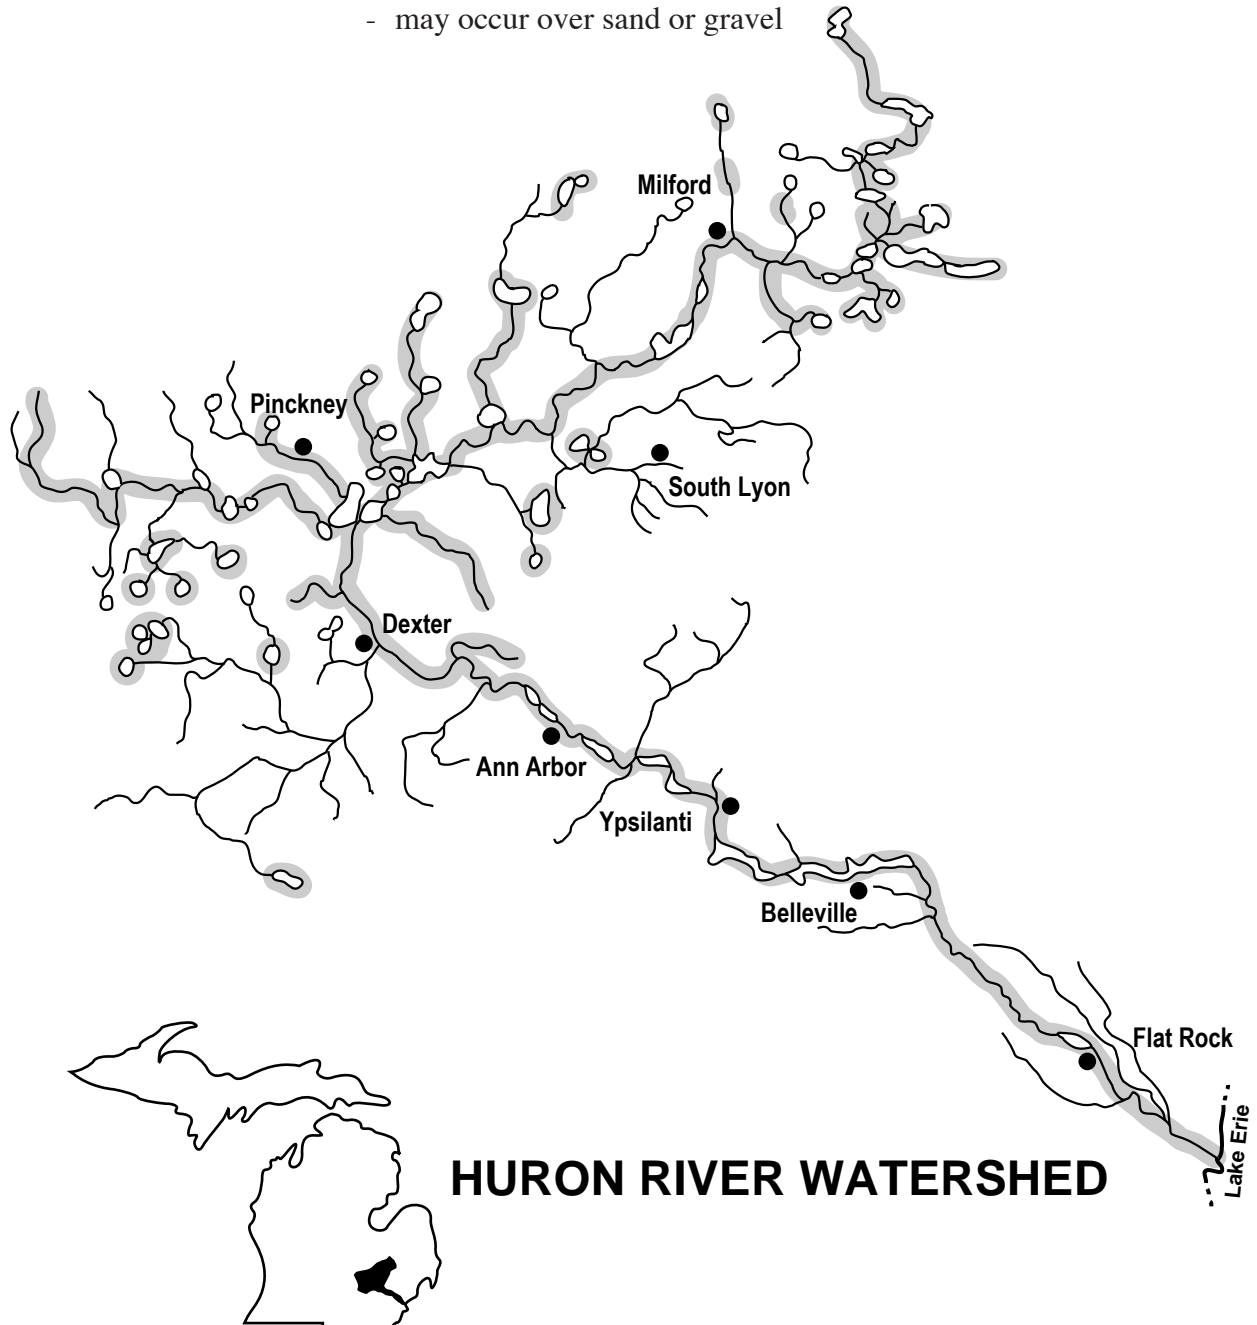 - may occur over sand or gravel
Milford
Pinckney
South Lyon
Dexter
Ann Arbor
Ypsilanti
Belleville
Flat Rock
Lake Erie
HURON RIVER WATERSHED